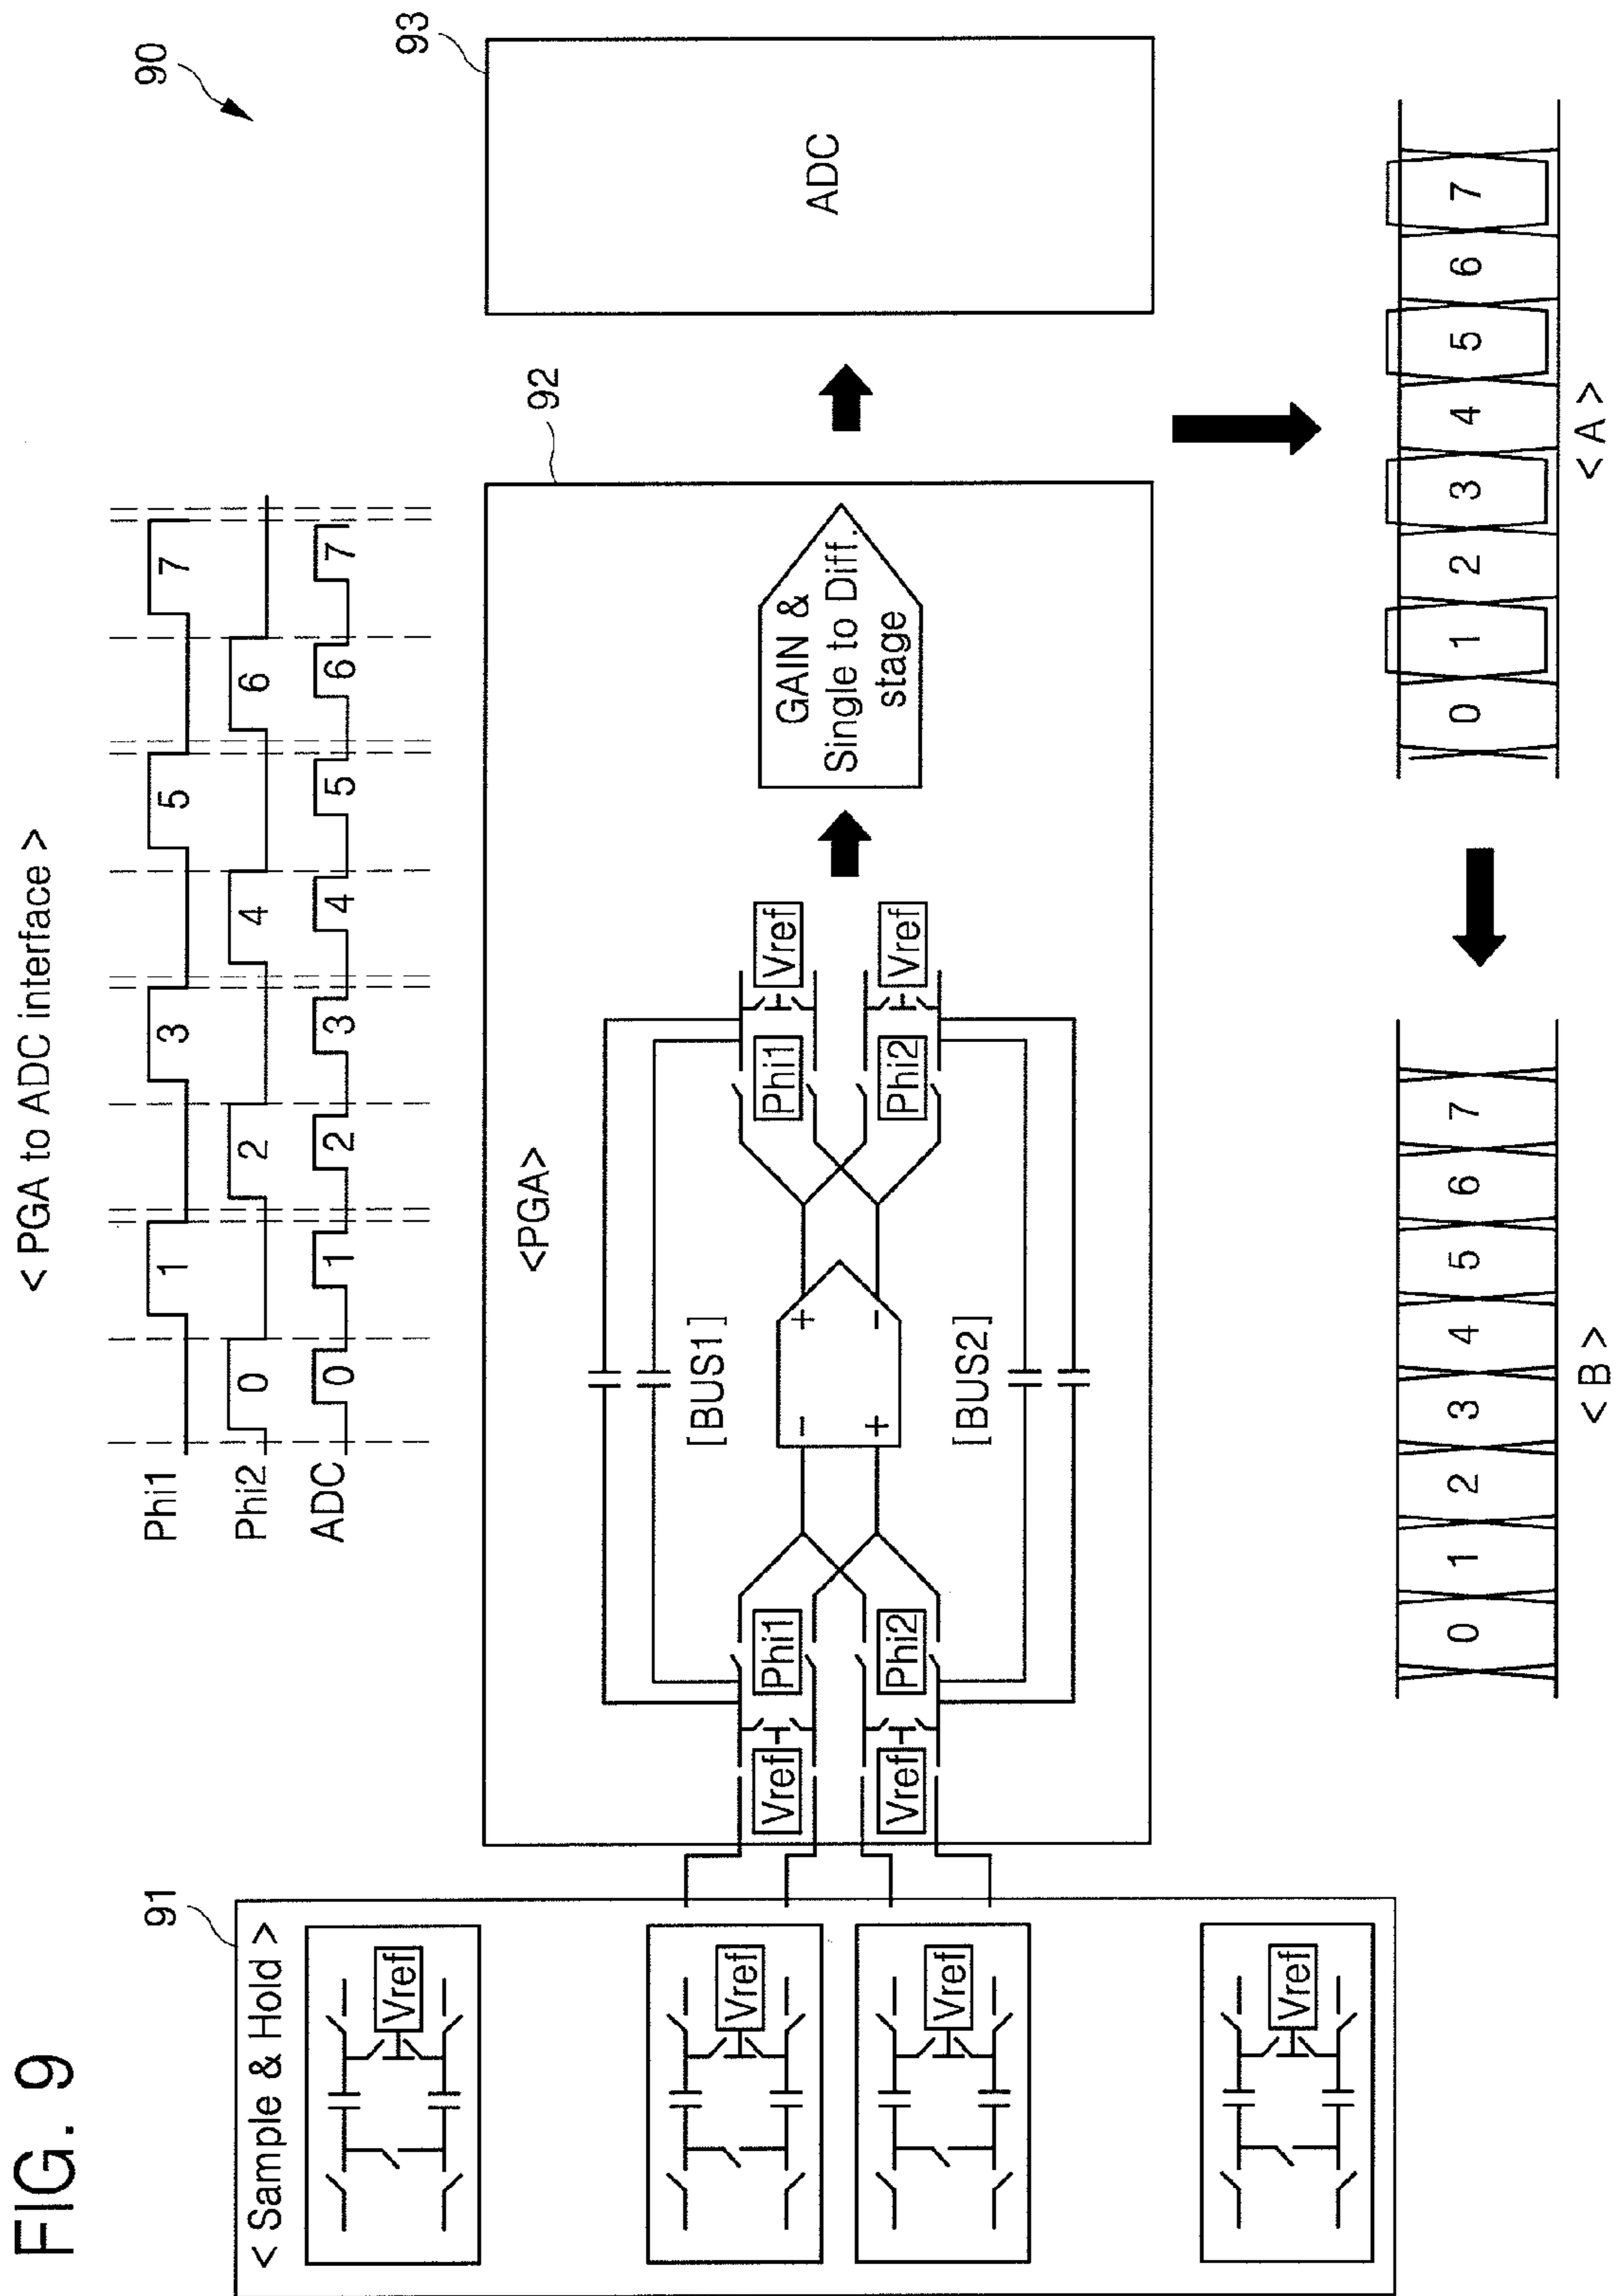 FIG. 9
< PGA to ADC interface >
90
Phi1
1
3
5
7
Phi2
0
2
4
6
ADC
0
1
2
3
4
5
6
7
91
< Sample & Hold >
Vref
Vref
Vref
Vref
92
<PGA>
[BUS1]
Vref
Phi1
-
+
Phi1
Vref
Vref
Phi2
+
-
Phi2
Vref
[BUS2]
GAIN &
Single to Diff.
stage
93
ADC
0
1
2
3
4
5
6
7
< B >
0
1
2
3
4
5
6
7
< A >